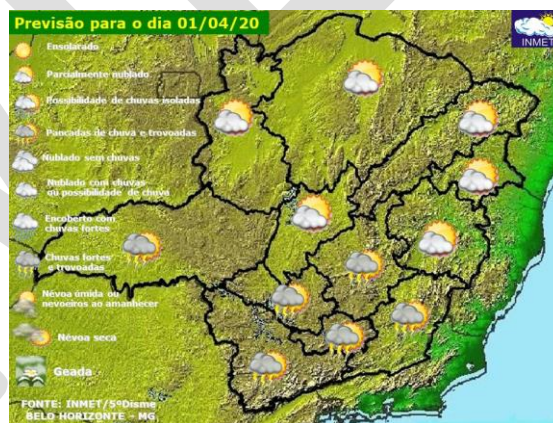 Previsão para o dia 01/04/20
INMET
Ensolarado
Parcialmente nublado
Possibilidade de chuvas isoladas
Pancadas de chuva e trovoadas
Nublado sem chuvas
Nublado com chuvas
ou possibilidade de chuva
Encoberto com
chuvas fortes
Chuvas fortes
e trovoadas
Névoa úmida ou
nevoeiros ao amanhecer
Névoa seca
Geada
FONTE: INMET/5ºDisme
BELO HORIZONTE - MG